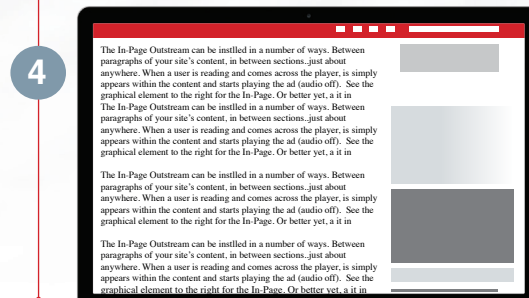 4
The In-Page Outstream can be instlled in a number of ways. Between
paragraphs of your site's content, in between sections..just about
anywhere. When a user is reading and comes across the player, is simply
appears within the content and starts playing the ad (audio off).  See the
graphical element to the right for the In-Page. Or better yet, a it in
The In-Page Outstream can be instlled in a number of ways. Between
paragraphs of your site's content, in between sections..just about
anywhere. When a user is reading and comes across the player, is simply
appears within the content and starts playing the ad (audio off).  See the
graphical element to the right for the In-Page. Or better yet, a it in
The In-Page Outstream can be instlled in a number of ways. Between
paragraphs of your site's content, in between sections..just about
anywhere. When a user is reading and comes across the player, is simply
appears within the content and starts playing the ad (audio off).  See the
graphical element to the right for the In-Page. Or better yet, a it in
The In-Page Outstream can be instlled in a number of ways. Between
paragraphs of your site's content, in between sections..just about
anywhere. When a user is reading and comes across the player, is simply
appears within the content and starts playing the ad (audio off).  See the
graphical element to the right for the In-Page. Or better yet, a it in